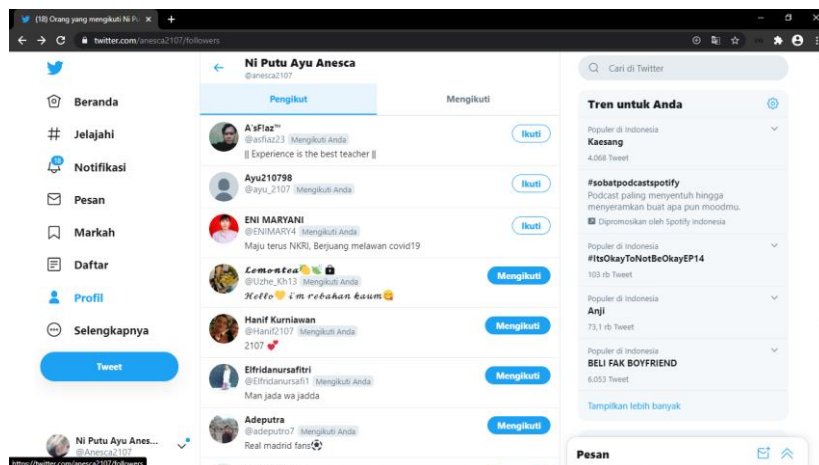 (18) Orang yang mengikuti Ni Pu
twitter.com/anesca2107/followers
Ni Putu Ayu Anesca
@anesca2107
Pengikut
Mengikuti
Beranda
Jelajahi
18
Notifikasi
Pesan
Markah
Daftar
Profil
Selengkapnya
Tweet
Ni Putu Ayu Anes...
@Anesca2107
https://twitter.com/anesca2107/followers
A'sF!az™
@asfiaz23 Mengikuti Anda
Ikuti
|| Experience is the best teacher ||
Ayu210798
@ayu_2107 Mengikuti Anda
Ikuti
ENI MARYANI
@ENIMARY4 Mengikuti Anda
Ikuti
Maju terus NKRI, Berjuang melawan covid19
Lemontea🍋🍃
@Uzhe_Kh13 Mengikuti Anda
Mengikuti
Hello💛 i'm rebahan kaum😋
Hanif Kurniawan
@Hanif2107 Mengikuti Anda
Mengikuti
2107 💕
Elfridanursafitri
@Elfridanursafi1 Mengikuti Anda
Mengikuti
Man jada wa jadda
Adeputra
@adeputro7 Mengikuti Anda
Mengikuti
Real madrid fans⚽
Cari di Twitter
Tren untuk Anda
Populer di Indonesia
Kaesang
4.068 Tweet
#sobatpodcastspotify
Podcast paling menyentuh hingga
menyeramkan buat apa pun moodmu.
Dipromosikan oleh Spotify Indonesia
Populer di Indonesia
#ItsOkayToNotBeOkayEP14
103 rb Tweet
Populer di Indonesia
Anji
73,1 rb Tweet
Populer di Indonesia
BELI FAK BOYFRIEND
6.053 Tweet
Tampilkan lebih banyak
Pesan